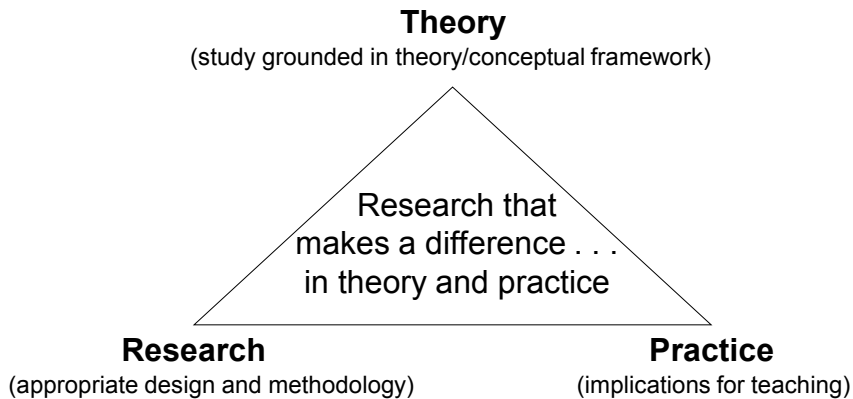 Theory
(study grounded in theory/conceptual framework)
Research that
makes a difference . . .
in theory and practice
Research
(appropriate design and methodology)
Practice
(implications for teaching)